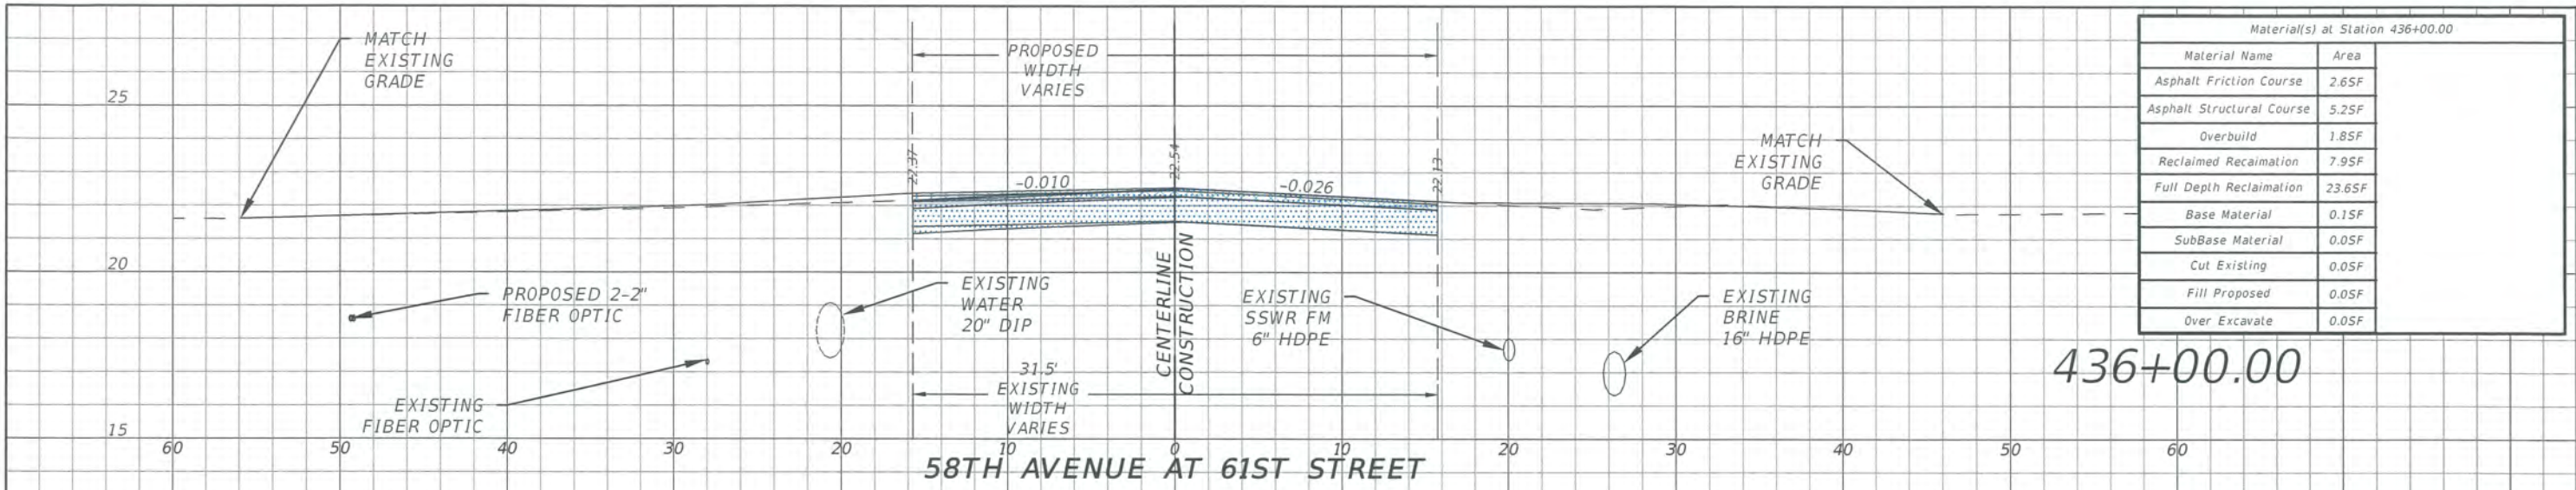 MATCH
EXISTING
GRADE
PROPOSED
WIDTH
VARIES
25
20
15
22.37
22.54
22.13
-0.010
-0.026
MATCH
EXISTING
GRADE
PROPOSED 2-2"
FIBER OPTIC
EXISTING
FIBER OPTIC
EXISTING
WATER
20" DIP
31.5'
EXISTING
WIDTH
VARIES
CENTERLINE
CONSTRUCTION
EXISTING
SSWR FM
6" HDPE
EXISTING
BRINE
16" HDPE
60 50 40 30 20 10 0 10 20 30 40 50 60
58TH AVENUE AT 61ST STREET
Material(s) at Station 436+00.00
Material Name Area
Asphalt Friction Course 2.6SF
Asphalt Structural Course 5.2SF
Overbuild 1.8SF
Reclaimed Recaimation 7.9SF
Full Depth Reclaimation 23.6SF
Base Material 0.1SF
SubBase Material 0.0SF
Cut Existing 0.0SF
Fill Proposed 0.0SF
Over Excavate 0.0SF
436+00.00